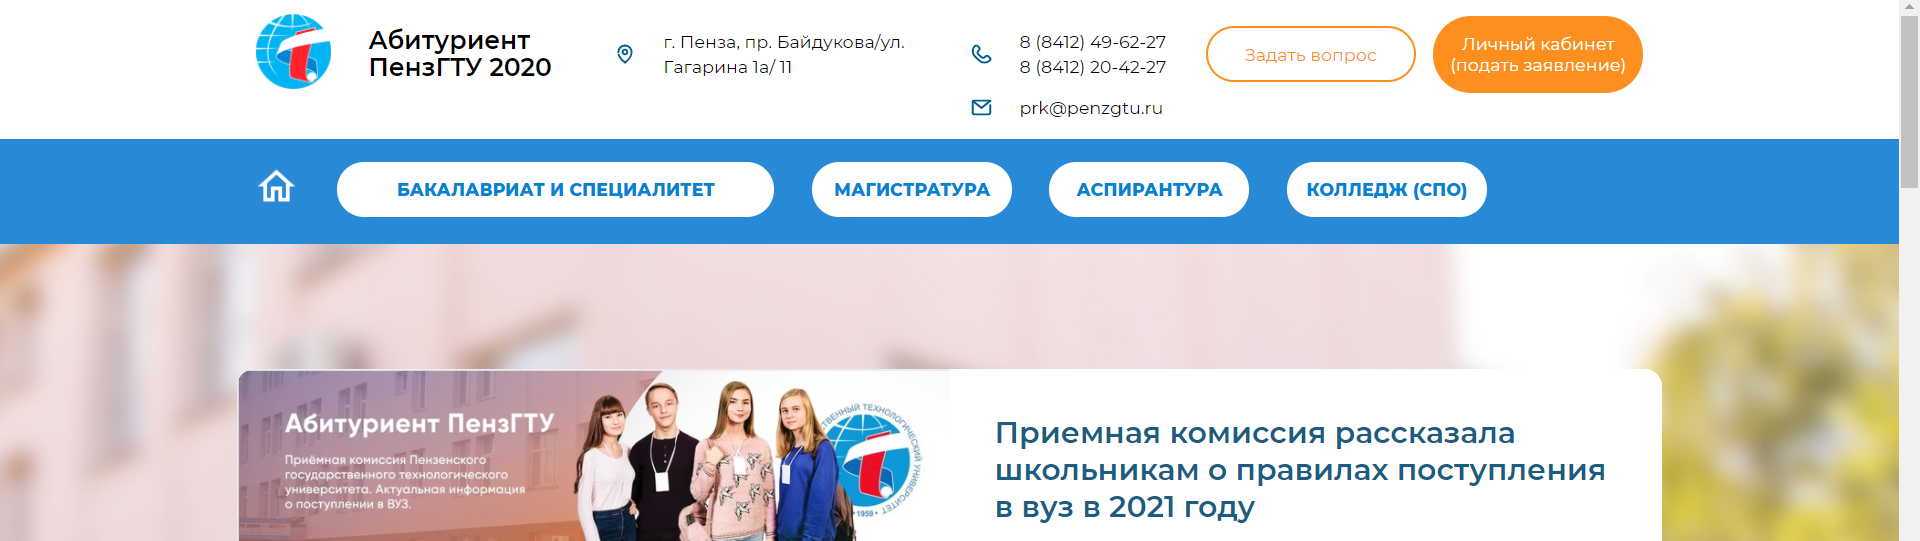 Абитуриент
ПензГТУ 2020
г. Пенза, пр. Байдукова/ул.
Гагарина 1а/ 11
8 (8412) 49-62-27
8 (8412) 20-42-27
prk@penzgtu.ru
Задать вопрос
Личный кабинет
(подать заявление)
БАКАЛАВРИАТ И СПЕЦИАЛИТЕТ
МАГИСТРАТУРА
АСПИРАНТУРА
КОЛЛЕДЖ (СПО)
Абитуриент ПензГТУ
Приёмная комиссия Пензенского
государственного технологического
университета. Актуальная информация
о поступлении в ВУЗ.
ТЕХНОЛОГИЧЕСКИЙ УНИВЕРСИТЕТ
• 1959 •
Приемная комиссия рассказала
школьникам о правилах поступления
в вуз в 2021 году